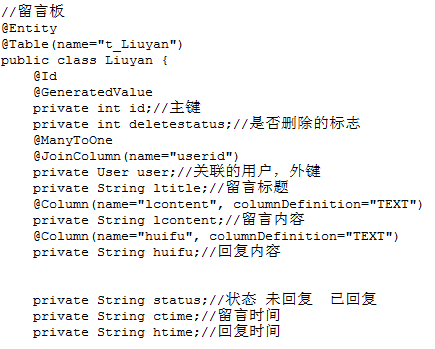 //留言板
@Entity
@Table(name="t_Liuyan")
public class Liuyan {
@Id
@GeneratedValue
private int id;//主键
private int deletestatus;//是否删除的标志
@ManyToOne
@JoinColumn(name="userid")
private User user;//关联的用户，外键
private String ltitle;//留言标题
@Column(name="lcontent", columnDefinition="TEXT")
private String lcontent;//留言内容
@Column(name="huifu", columnDefinition="TEXT")
private String huifu;//回复内容
private String status;//状态 未回复  已回复
private String ctime;//留言时间
private String htime;//回复时间